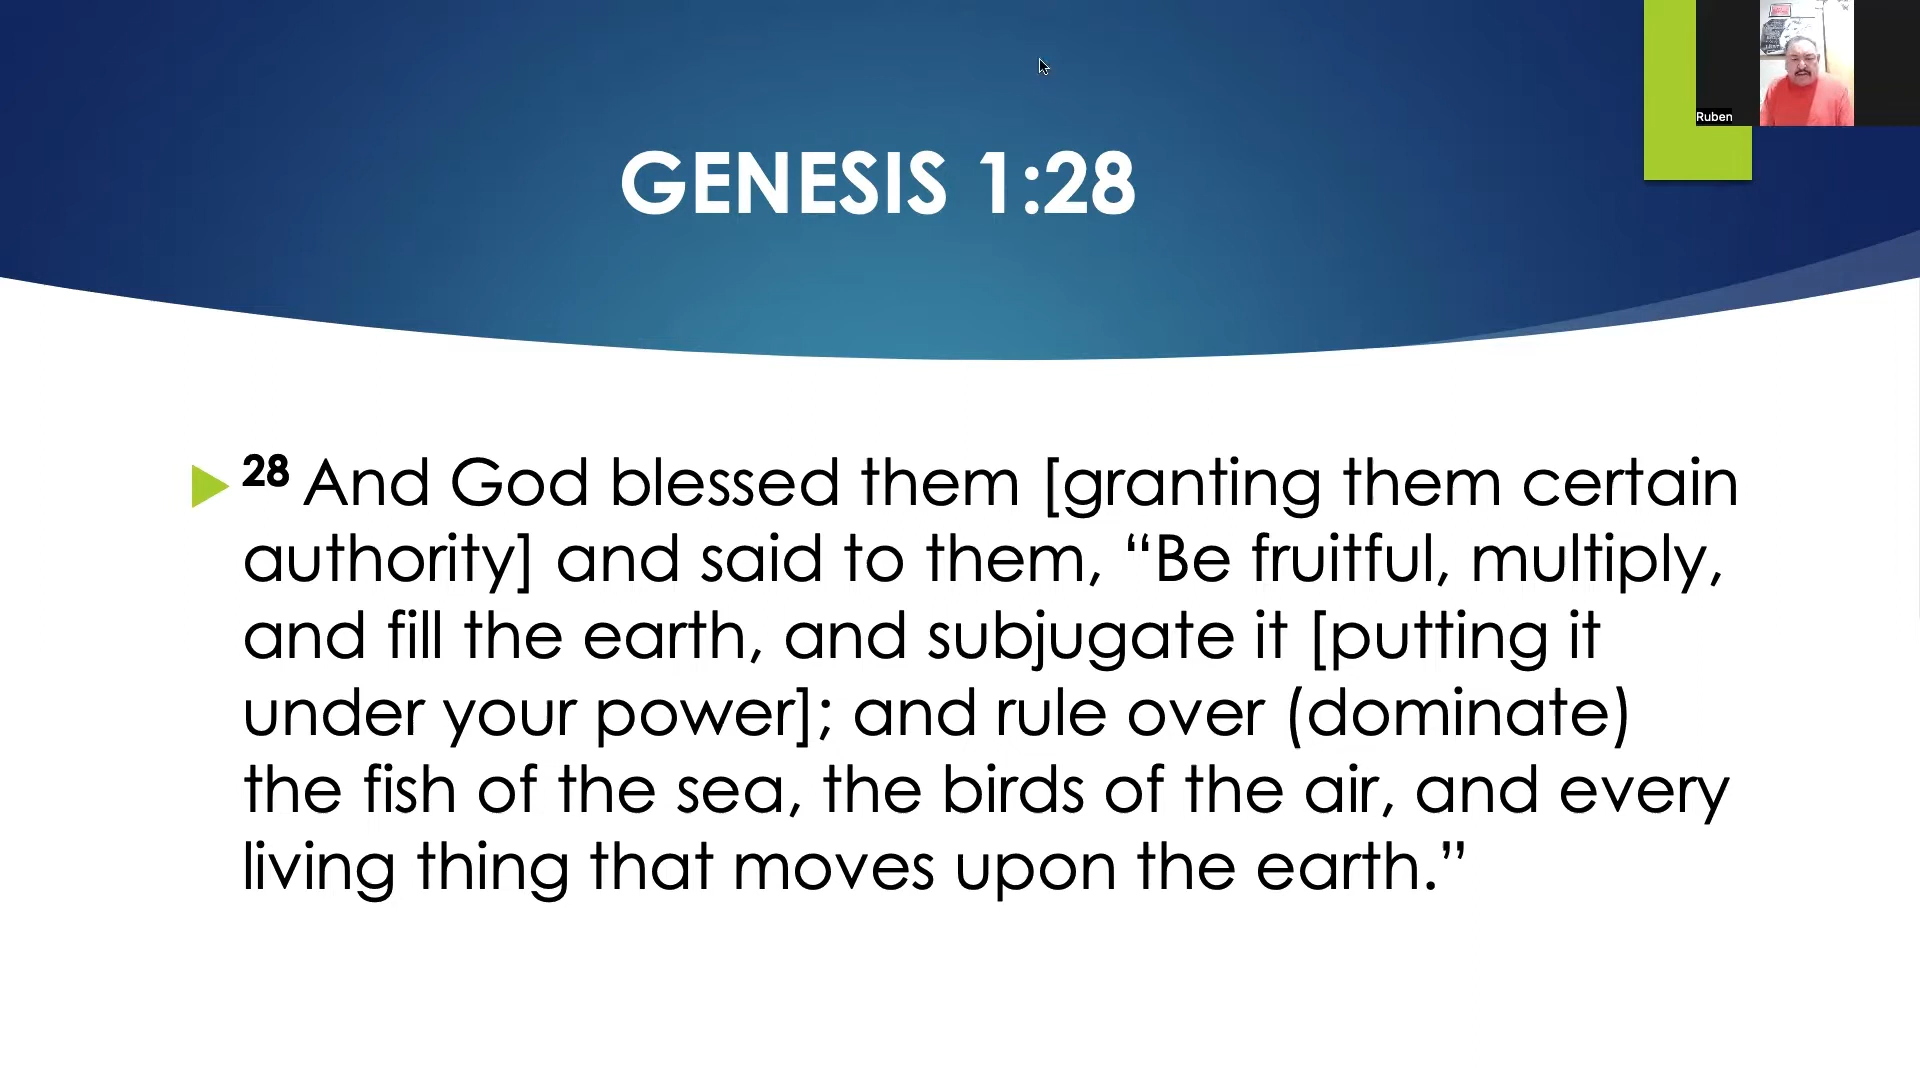 Ruben
GENESIS 1:28
28 And God blessed them [granting them certain
authority] and said to them, “Be fruitful, multiply,
and fill the earth, and subjugate it [putting it
under your power]; and rule over (dominate)
the fish of the sea, the birds of the air, and every
living thing that moves upon the earth.”